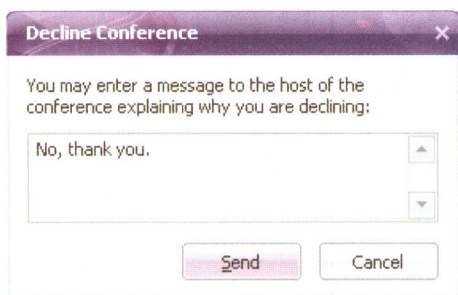 Decline Conference
You may enter a message to the host of the
conference explaining why you are declining:
No, thank you.
Send
Cancel